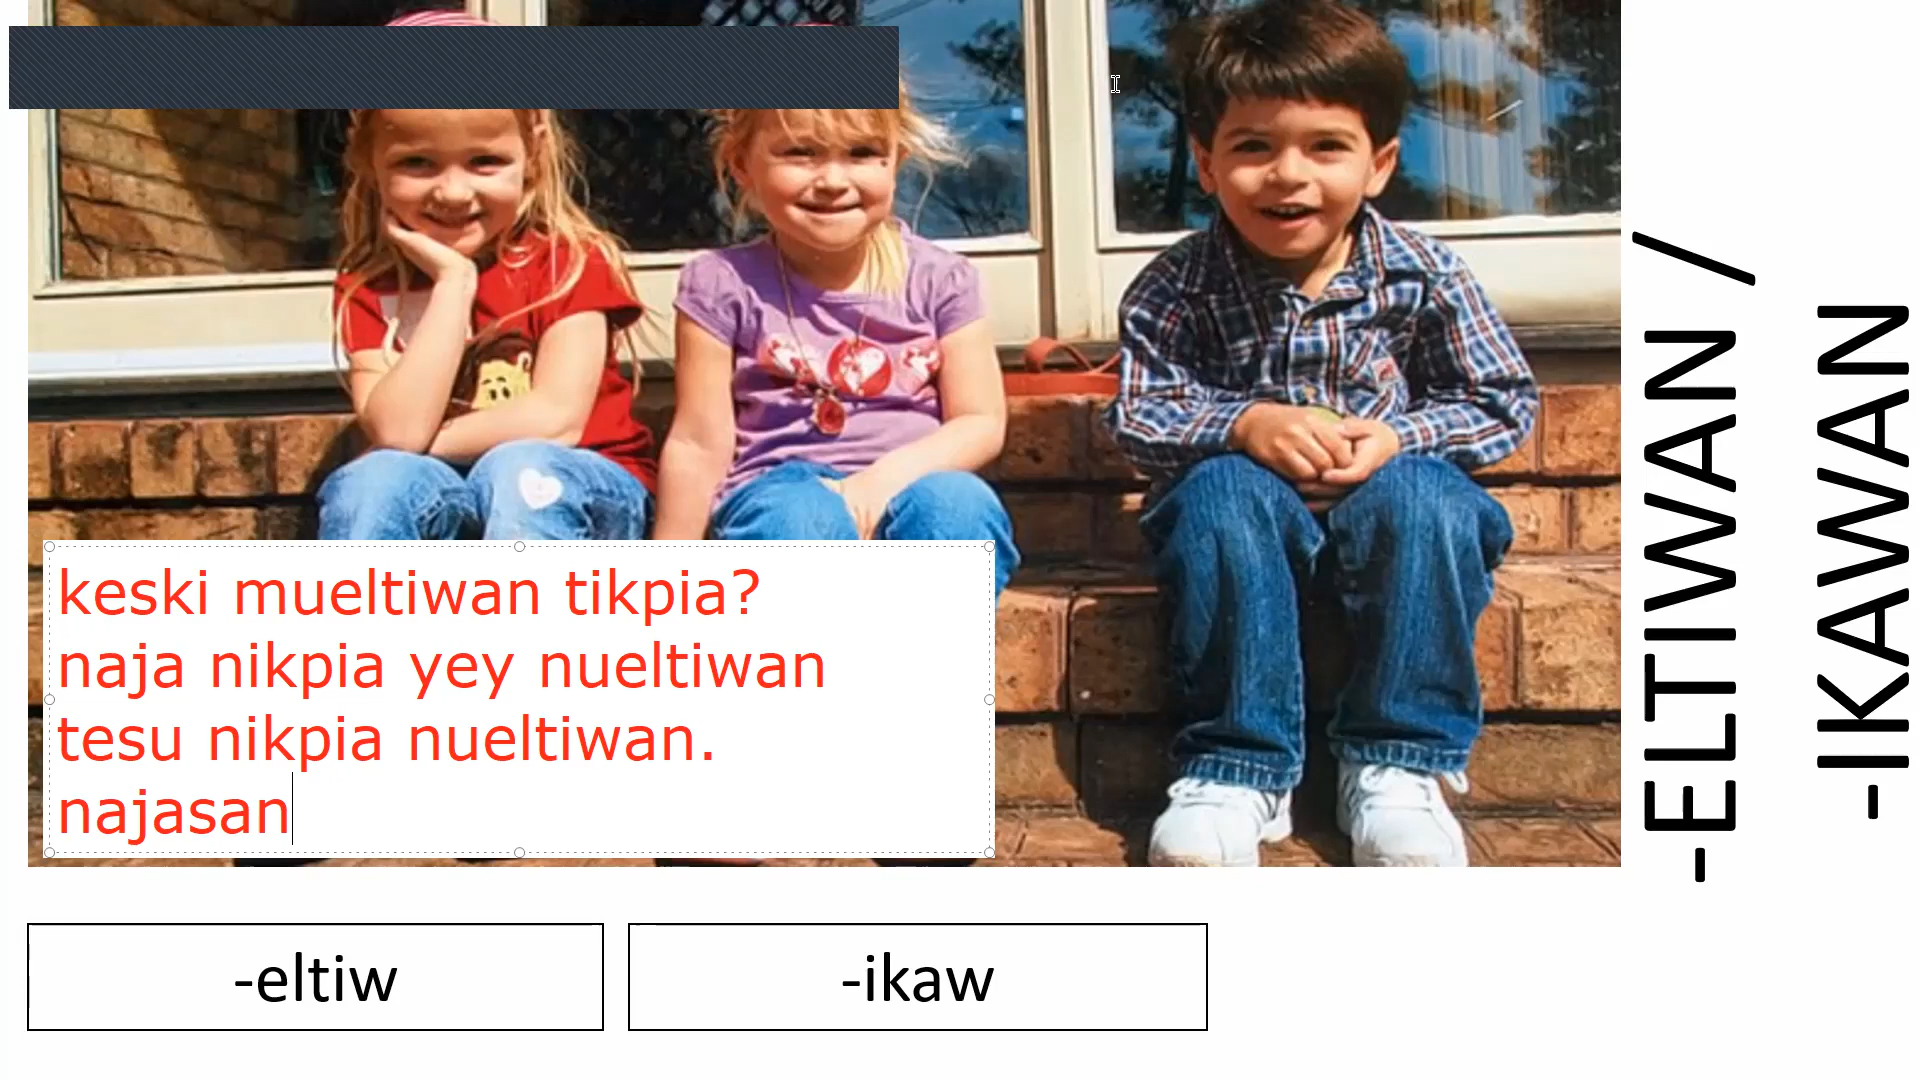 keski mueltiwan tikpia?
naja nikpia yey nueltiwan
tesu nikpia nueltiwan.
najasan
-ELTIWAN /
-IKAWAN
-eltiw
-ikaw